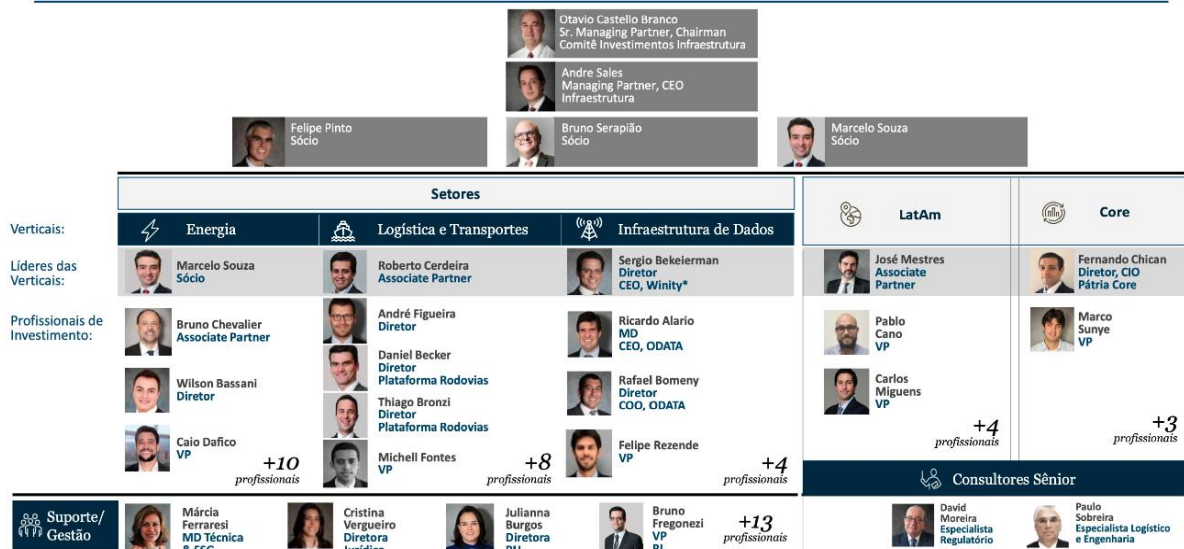 Otavio Castello Branco
Sr. Managing Partner, Chairman
Comitê Investimentos Infraestrutura
Andre Sales
Managing Partner, CEO
Infraestrutura
Felipe Pinto
Sócio
Bruno Serapião
Sócio
Marcelo Souza
Sócio
Setores
LatAm
Core
Verticais:
Energia
Logística e Transportes
Infraestrutura de Dados
Líderes das
Verticais:
Marcelo Souza
Sócio
Roberto Cerdeira
Associate Partner
Sergio Bekeierman
Diretor
CEO, Winity*
José Mestres
Associate
Partner
Fernando Chican
Diretor, CIO
Pátria Core
Profissionais de
Investimento:
Bruno Chevalier
Associate Partner
Wilson Bassani
Diretor
Caio Dafico
VP
+10
profissionais
André Figueira
Diretor
Daniel Becker
Diretor
Plataforma Rodovias
Thiago Bronzi
Diretor
Plataforma Rodovias
Michell Fontes
VP
+8
profissionais
Ricardo Alario
MD
CEO, ODATA
Rafael Bomeny
Diretor
COO, ODATA
Felipe Rezende
VP
+4
profissionais
Pablo
Cano
VP
Carlos
Miguens
VP
+4
profissionais
Marco
Sunye
VP
+3
profissionais
Suporte/
Gestão
Márcia
Ferraresi
MD Técnica
& ESG
Cristina
Vergueiro
Diretora
Jurídica
Julianna
Burgos
Diretora
RH
Bruno
Fregonezi
VP
RI
+13
profissionais
Consultores Sênior
David
Moreira
Especialista
Regulatório
Paulo
Sobreira
Especialista Logístico
e Engenharia